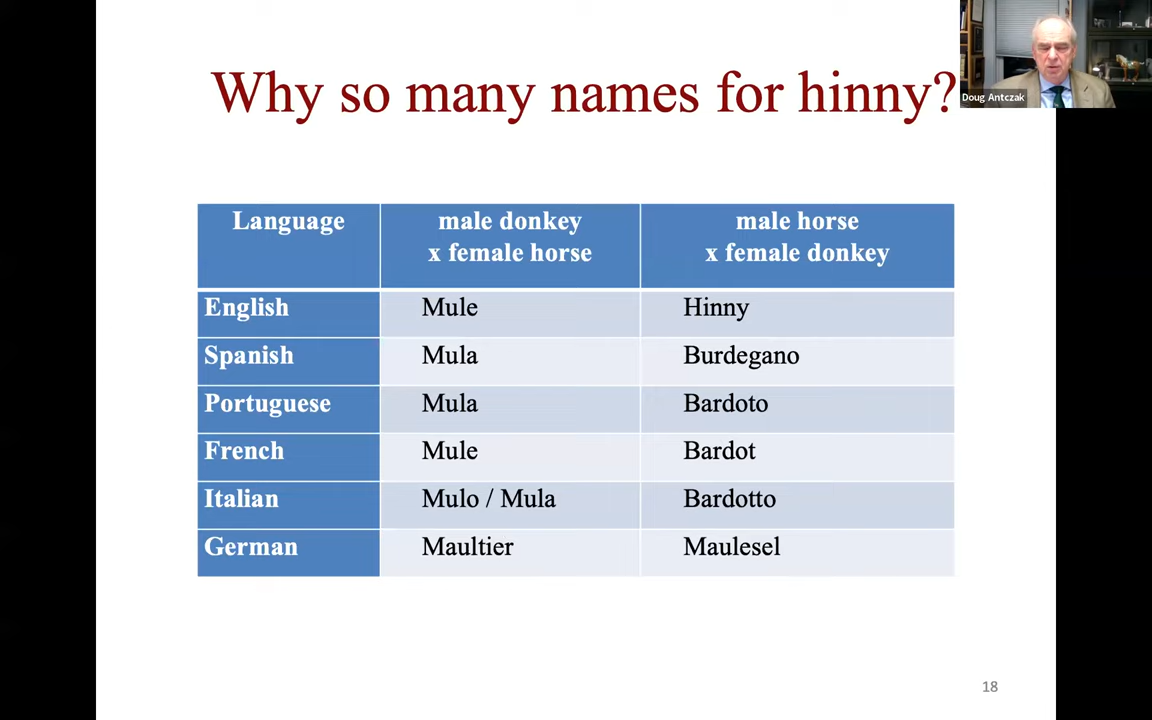 Why so many names for hinny?
Doug Antczak
Language
male donkey
x female horse
male horse
x female donkey
English
Mule
Hinny
Spanish
Mula
Burdegano
Portuguese
Mula
Bardoto
French
Mule
Bardot
Italian
Mulo / Mula
Bardotto
German
Maultier
Maulesel
18